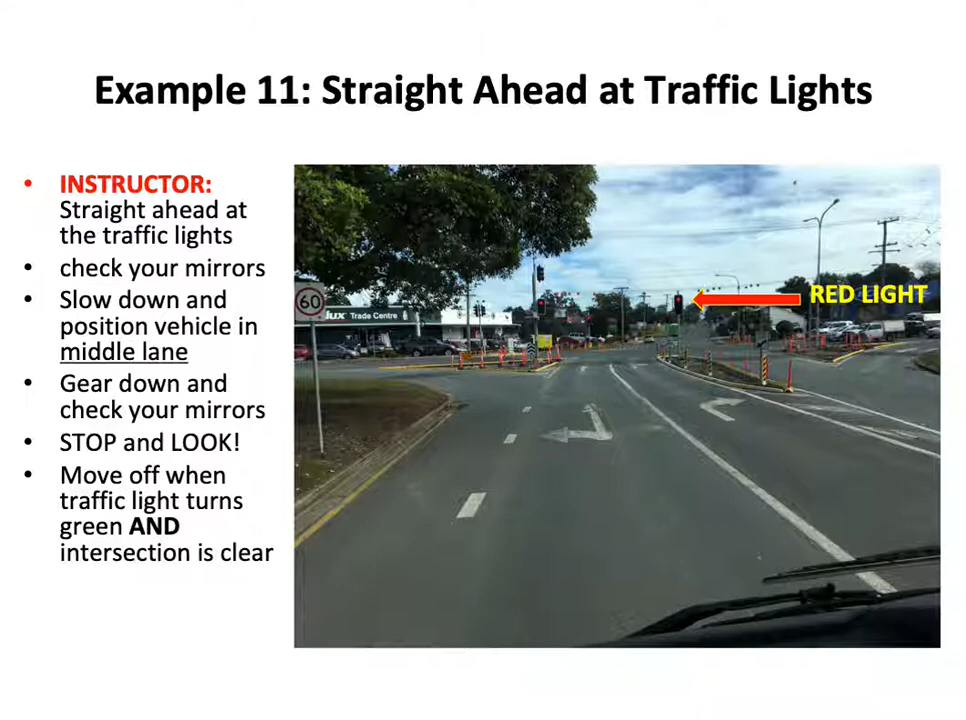 Example 11: Straight Ahead at Traffic Lights
• INSTRUCTOR:
Straight ahead at
the traffic lights
• check your mirrors
• Slow down and
position vehicle in
middle lane
• Gear down and
check your mirrors
• STOP and LOOK!
• Move off when
traffic light turns
green AND
intersection is clear
60
lux Trade Centre
RED LIGHT